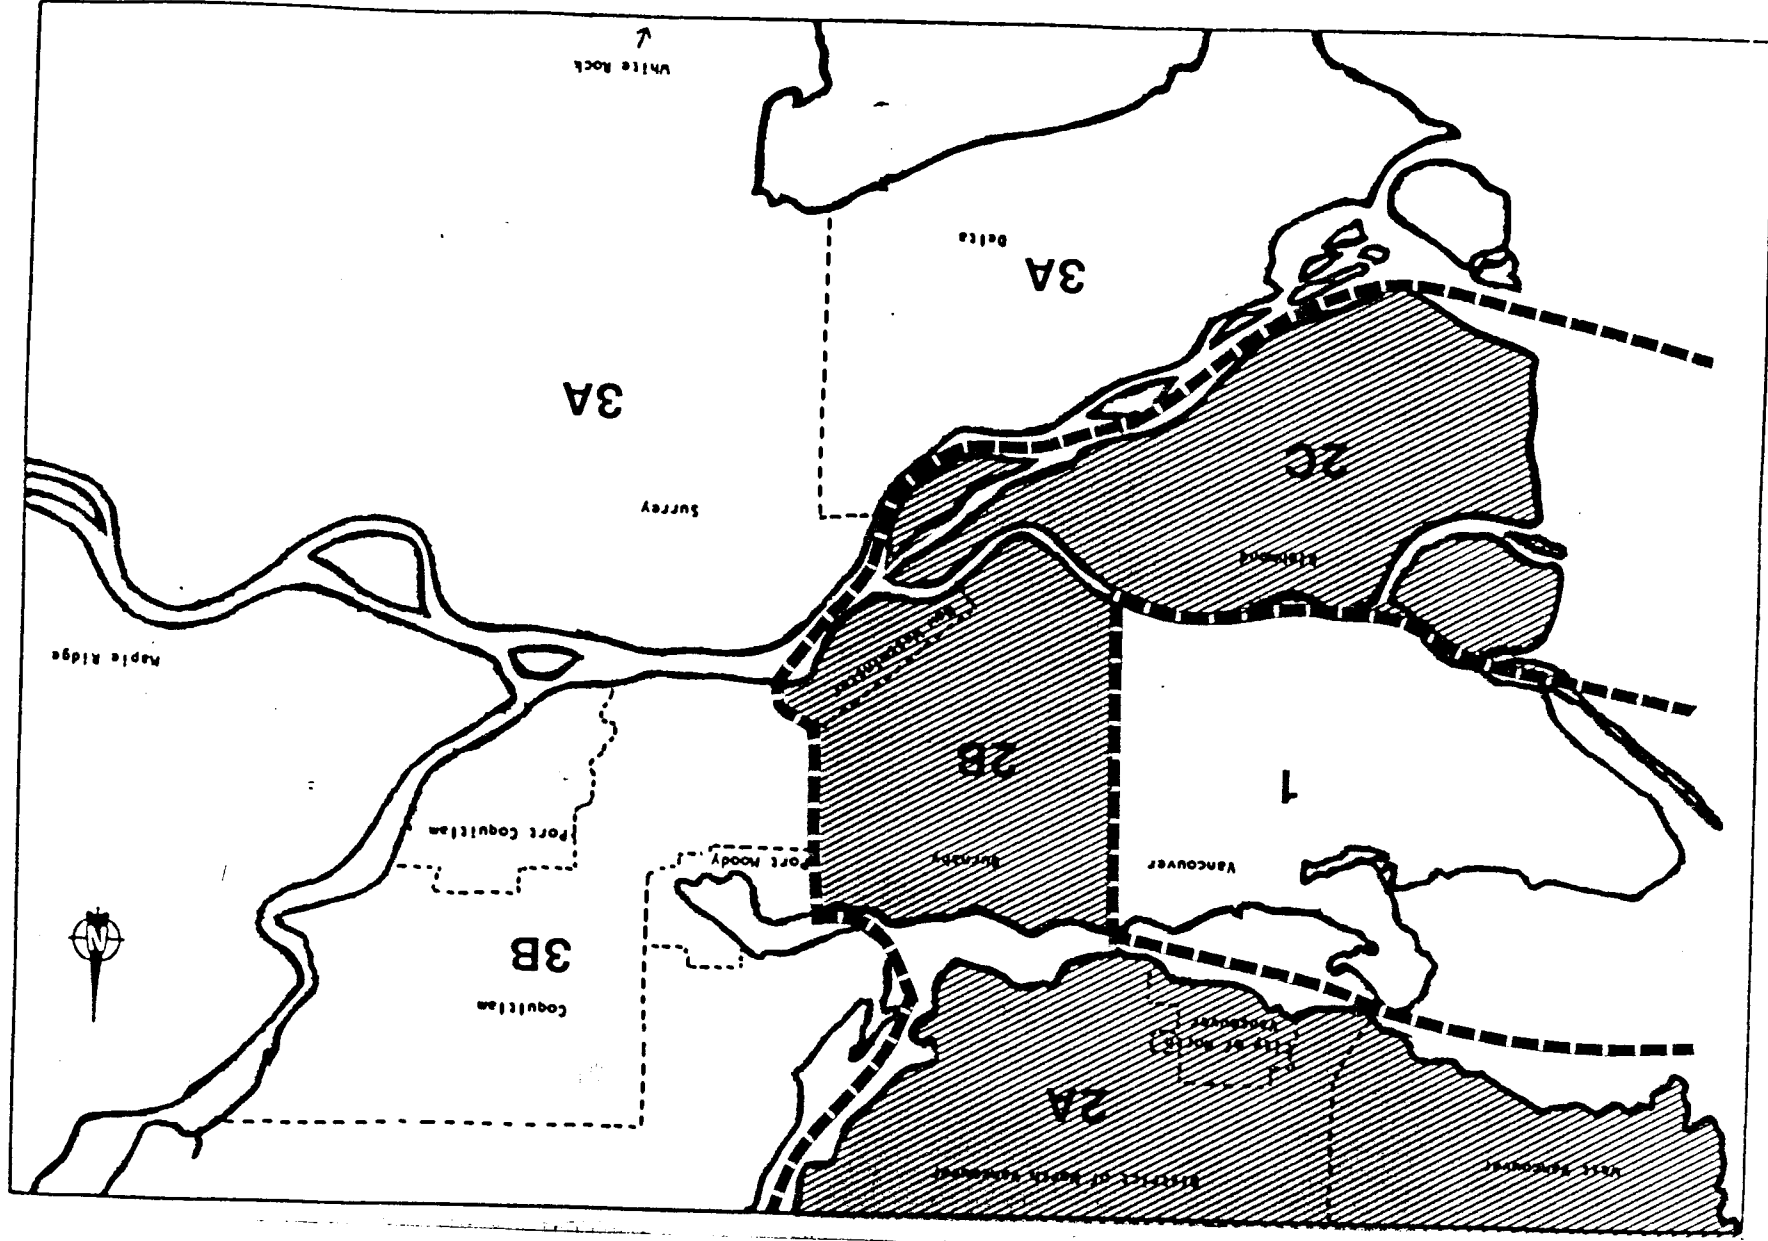 West Vancouver
District of North Vancouver
2A
City of North
Vancouver
Coquitlam
3B
N
Vancouver
Burnaby
Port Moody
Port Coquitlam
1
2B
New Westminster
Maple Ridge
Richmond
Surrey
2C
3A
3A
Delta
White Rock